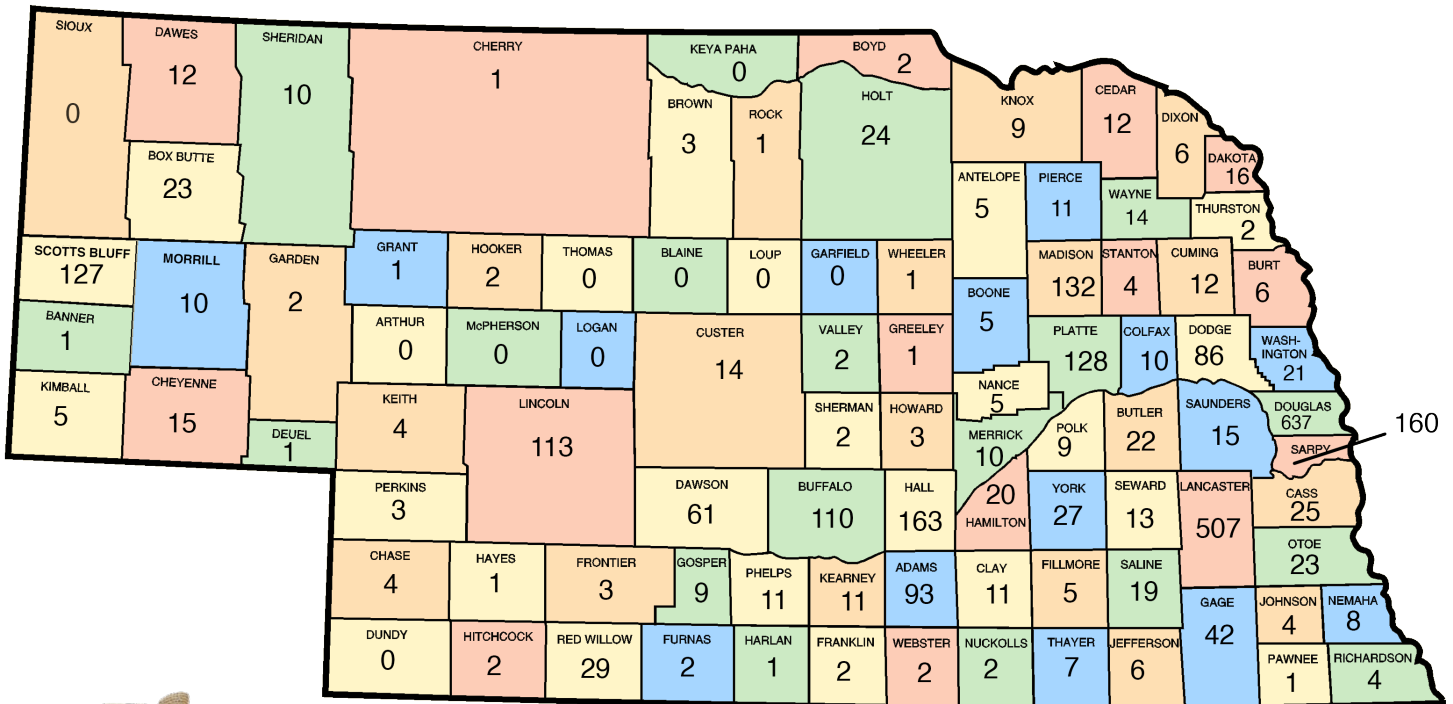 SIOUX
0
DAWES
12
SHERIDAN
10
CHERRY
1
KEYA PAHA
0
BOYD
2
BROWN
3
ROCK
1
HOLT
24
KNOX
9
CEDAR
12
DIXON
6
DAKOTA
16
BOX BUTTE
23
ANTELOPE
5
PIERCE
11
WAYNE
14
THURSTON
2
SCOTTS BLUFF
127
MORRILL
10
GARDEN
2
GRANT
1
HOOKER
2
THOMAS
0
BLAINE
0
LOUP
0
GARFIELD
0
WHEELER
1
MADISON
132
STANTON
4
CUMING
12
BURT
6
BANNER
1
ARTHUR
0
McPHERSON
0
LOGAN
0
CUSTER
14
VALLEY
2
GREELEY
1
BOONE
5
PLATTE
128
COLFAX
10
DODGE
86
WASH-
INGTON
21
KIMBALL
5
CHEYENNE
15
DEUEL
1
KEITH
4
LINCOLN
113
SHERMAN
2
HOWARD
3
NANCE
5
MERRICK
10
POLK
9
BUTLER
22
SAUNDERS
15
DOUGLAS
637
SARPY
160
PERKINS
3
DAWSON
61
BUFFALO
110
HALL
163
20
HAMILTON
YORK
27
SEWARD
13
LANCASTER
507
CASS
25
OTOE
23
CHASE
4
HAYES
1
FRONTIER
3
GOSPER
9
PHELPS
11
KEARNEY
11
ADAMS
93
CLAY
11
FILLMORE
5
SALINE
19
GAGE
42
JOHNSON
4
NEMAHA
8
DUNDY
0
HITCHCOCK
2
RED WILLOW
29
FURNAS
2
HARLAN
1
FRANKLIN
2
WEBSTER
2
NUCKOLLS
2
THAYER
7
JEFFERSON
6
PAWNEE
1
RICHARDSON
4